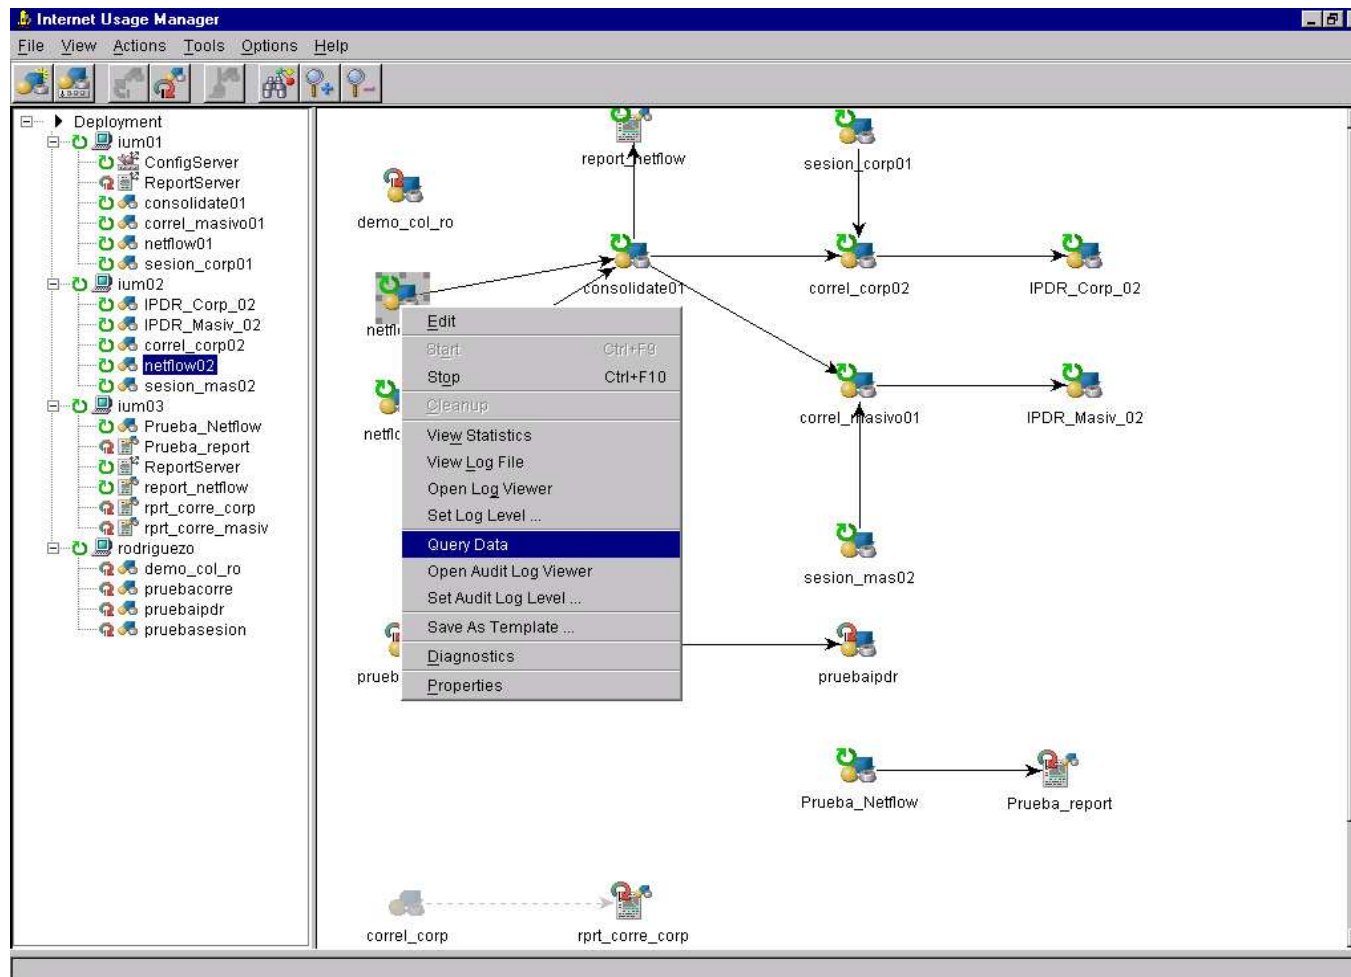 Internet Usage Manager
File View Actions Tools Options Help
Deployment
ium01
ConfigServer
ReportServer
consolidate01
correl_masivo01
netflow01
sesion_corp01
ium02
IPDR_Corp_02
IPDR_Masiv_02
correl_corp02
netflow02
sesion_mas02
ium03
Prueba_Netflow
Prueba_report
ReportServer
report_netflow
rprt_corre_corp
rprt_corre_masiv
rodriguezo
demo_col_ro
pruebacorre
pruebaipdr
pruebasesion
report_netflow
sesion_corp01
demo_col_ro
consolidate01
correl_corp02
IPDR_Corp_02
netfl
Edit
Start Ctrl+F9
Stop Ctrl+F10
Cleanup
View Statistics
View Log File
Open Log Viewer
Set Log Level ...
Query Data
Open Audit Log Viewer
Set Audit Log Level ...
Save As Template ...
Diagnostics
Properties
netflo
correl_masivo01
IPDR_Masiv_02
sesion_mas02
prueb
pruebaipdr
Prueba_Netflow
Prueba_report
correl_corp
rprt_corre_corp